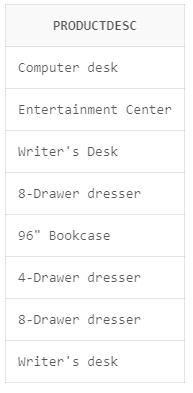 PRODUCTDESC
Computer desk
Entertainment Center
Writer's Desk
8-Drawer dresser
96" Bookcase
4-Drawer dresser
8-Drawer dresser
Writer's desk